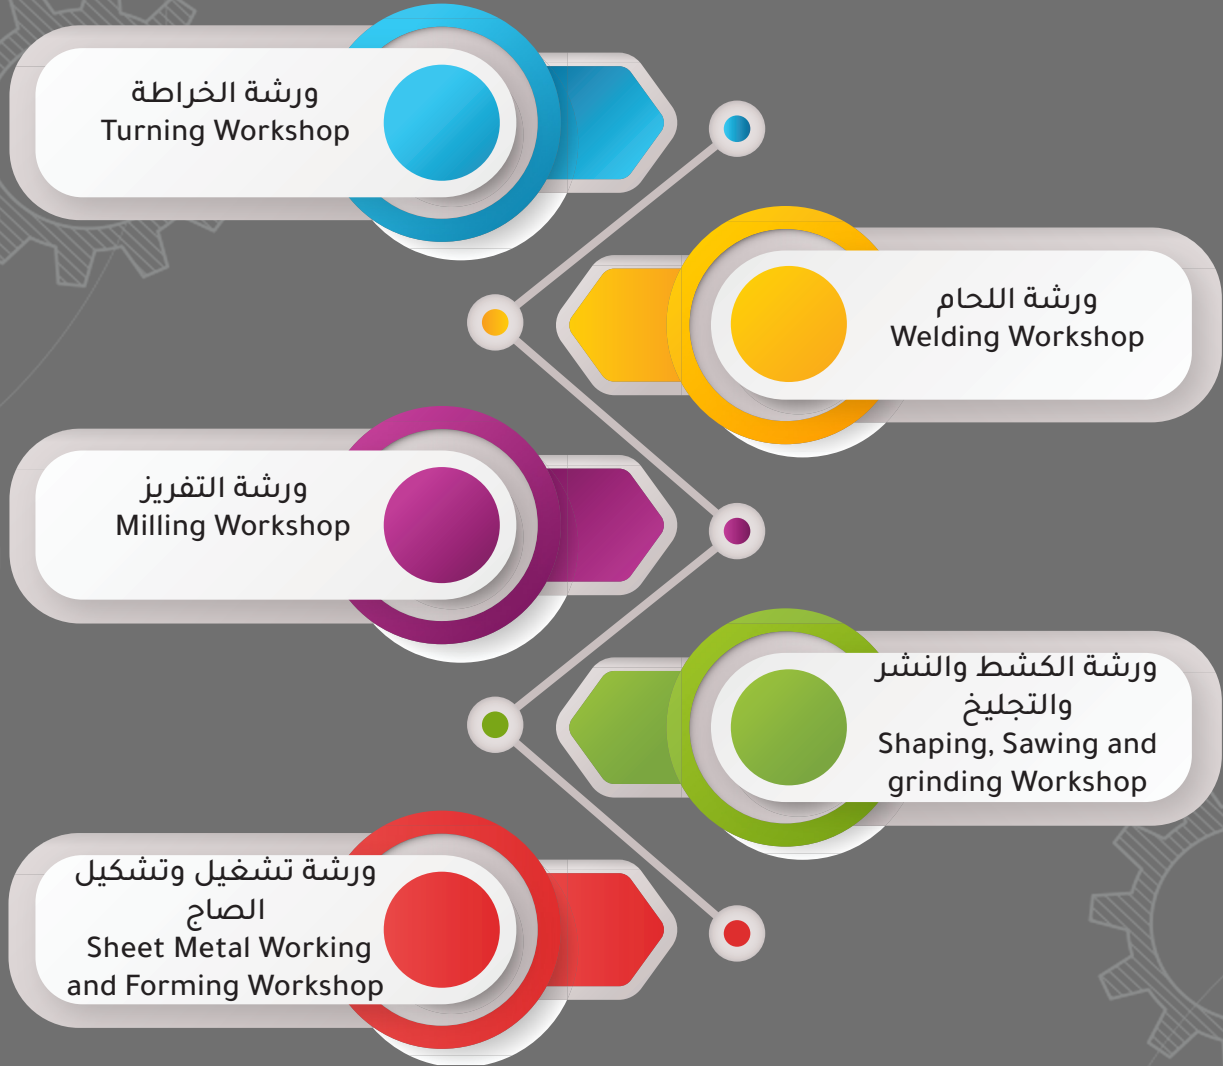 ورشة الخراطة
Turning Workshop
ورشة اللحام
Welding Workshop
ورشة التفريز
Milling Workshop
ورشة الكشط والنشر
والتجليخ
Shaping, Sawing and
grinding Workshop
ورشة تشغيل وتشكيل
الصاج
Sheet Metal Working
and Forming Workshop